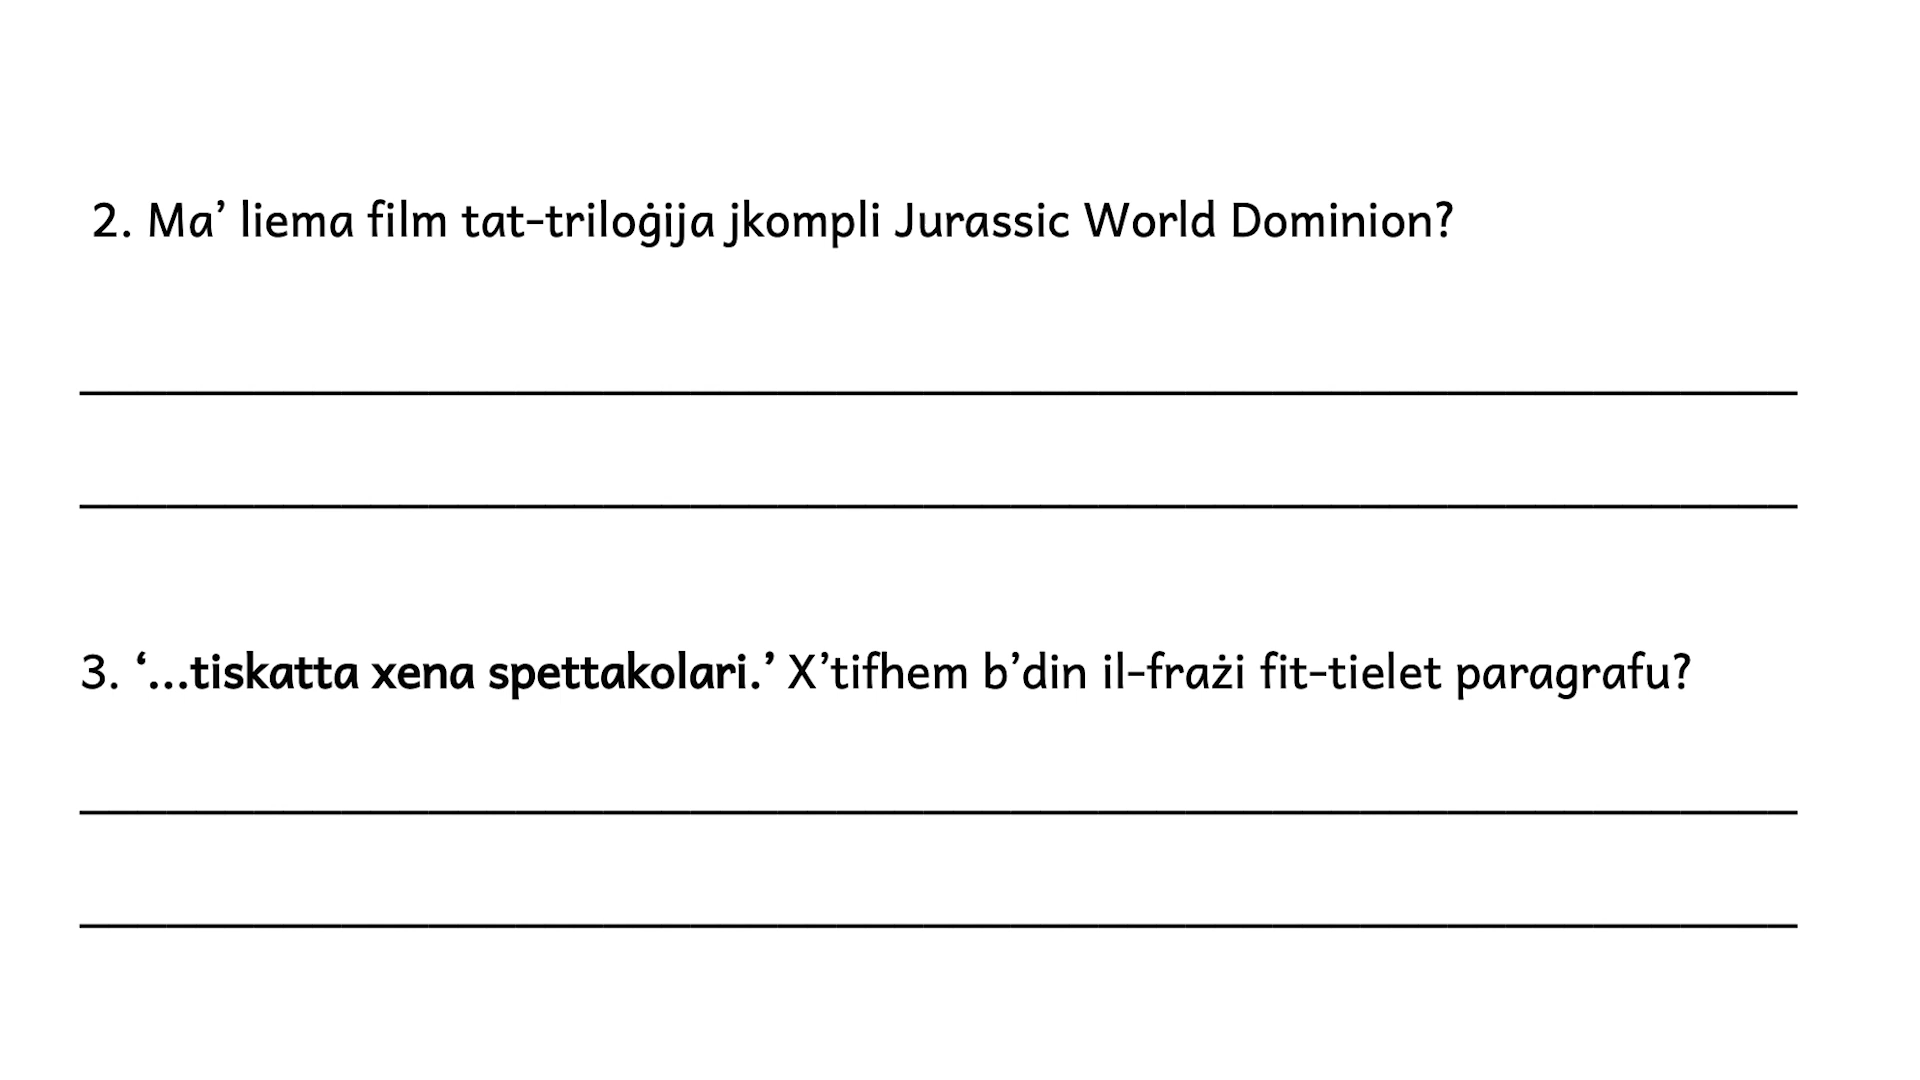 2. Ma’ liema film tat-triloġija jkompli Jurassic World Dominion?
3. ‘...tiskatta xena spettakolari.’ X’tifhem b’din il-frażi fit-tielet paragrafu?